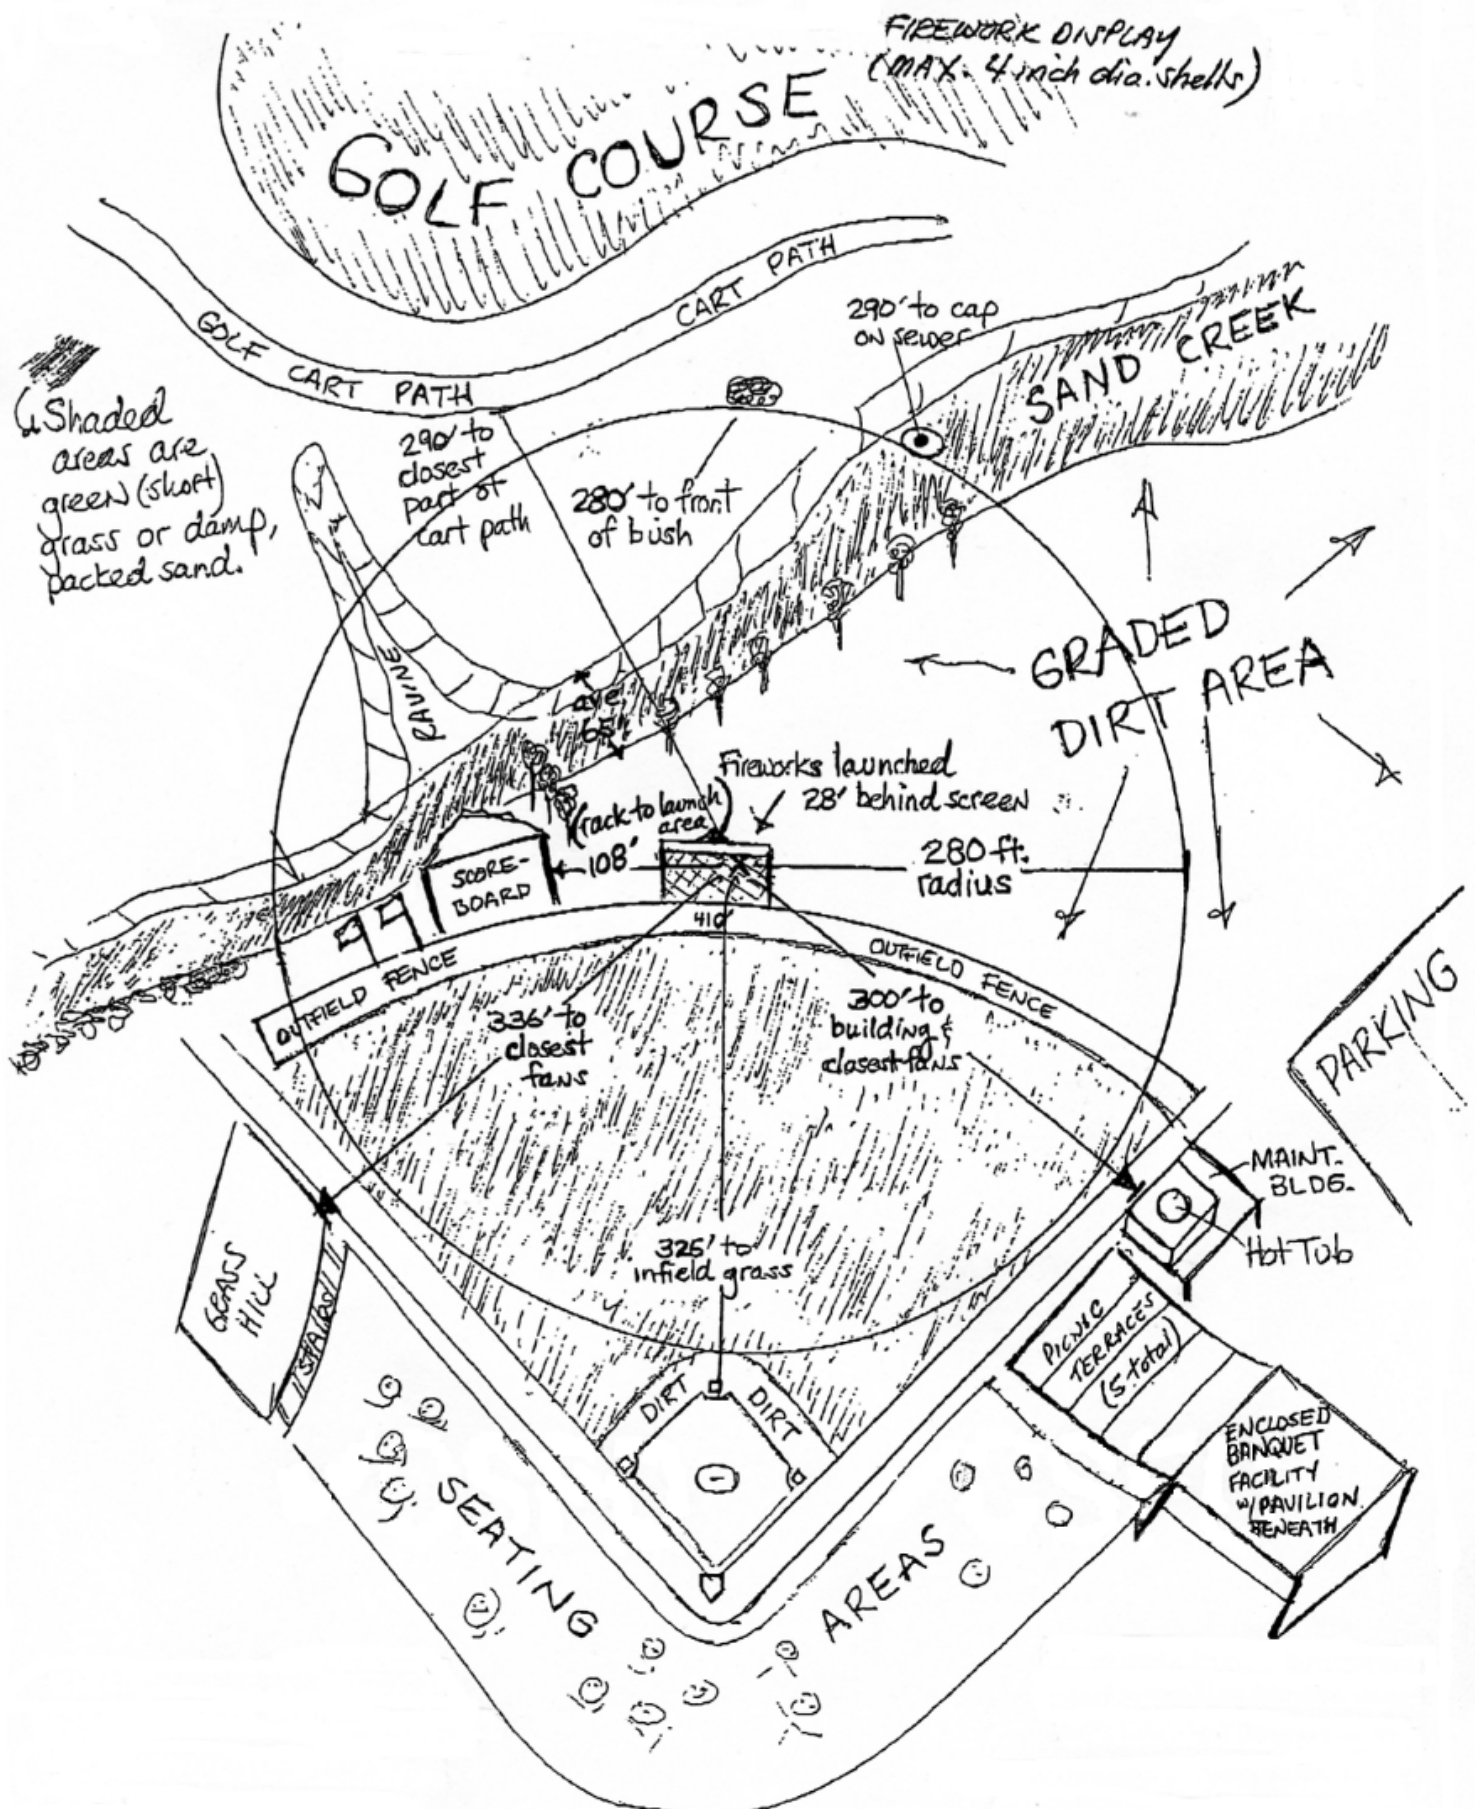 FIREWORK DISPLAY
(MAX. 4 inch dia. shells)
GOLF COURSE
GOLF CART PATH
CART PATH
290' to cap
on sewer
SAND CREEK
Shaded
areas are
green (short)
grass or damp,
packed sand.
290' to
closest
part of
cart path
280' to front
of bush
GRADED
DIRT AREA
RAVINE
ave
65'
Fireworks launched
28' behind screen
(rack to launch
area)
108'
280 ft.
radius
SCORE-
BOARD
410'
OUTFIELD FENCE
OUTFIELD FENCE
PARKING
336' to
closest
fans
300' to
building &
closest fans
MAINT.
BLDG.
Hot Tub
325' to
infield grass
GRASS
HILL
STAIRS
PICNIC
TERRACES
(5 total)
DIRT
DIRT
ENCLOSED
BANQUET
FACILITY
W/PAVILION
BENEATH
SEATING
AREAS